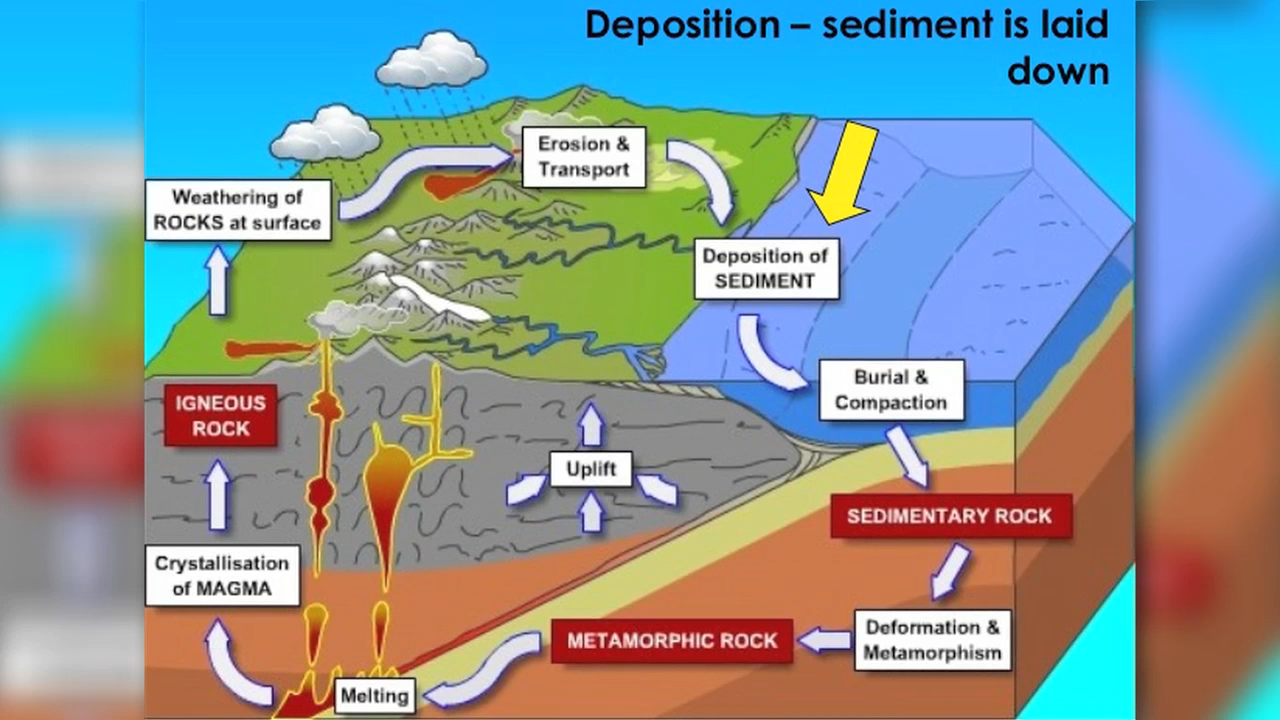 Deposition – sediment is laid
down
Erosion &
Transport
Weathering of
ROCKS at surface
Deposition of
SEDIMENT
Burial &
Compaction
IGNEOUS
ROCK
Uplift
SEDIMENTARY ROCK
Crystallisation
of MAGMA
Deformation &
Metamorphism
METAMORPHIC ROCK
Melting